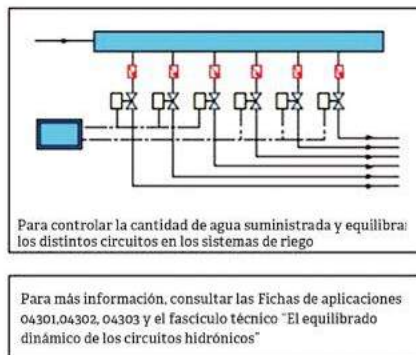 Para controlar la cantidad de agua suministrada y equilibra
los distintos circuitos en los sistemas de riego
Para más información, consultar las Fichas de aplicaciones
04301,04302, 04303 y el fascículo técnico "El equilibrado
dinámico de los circuitos hidrónicos"